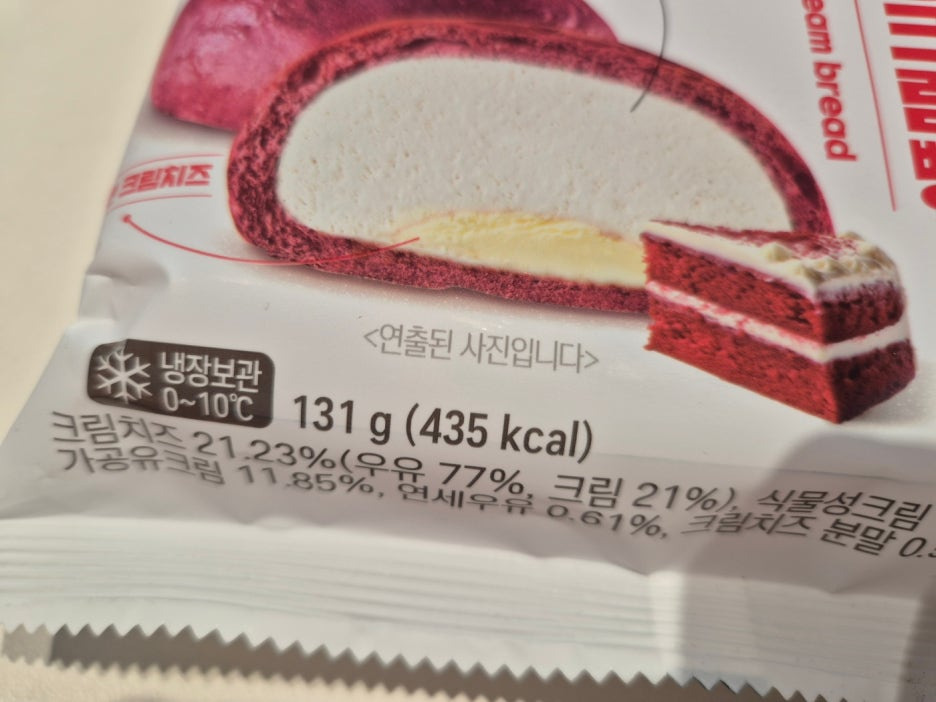 eam bread
크림치즈
<연출된 사진입니다>
냉장보관
0~10℃
131 g (435 kcal)
크림치즈 21.23%(우유 77%, 크림 21%), 식물성크림
가공유크림 11.85%, 연세우유 0.61%, 크림치즈 분말 0.